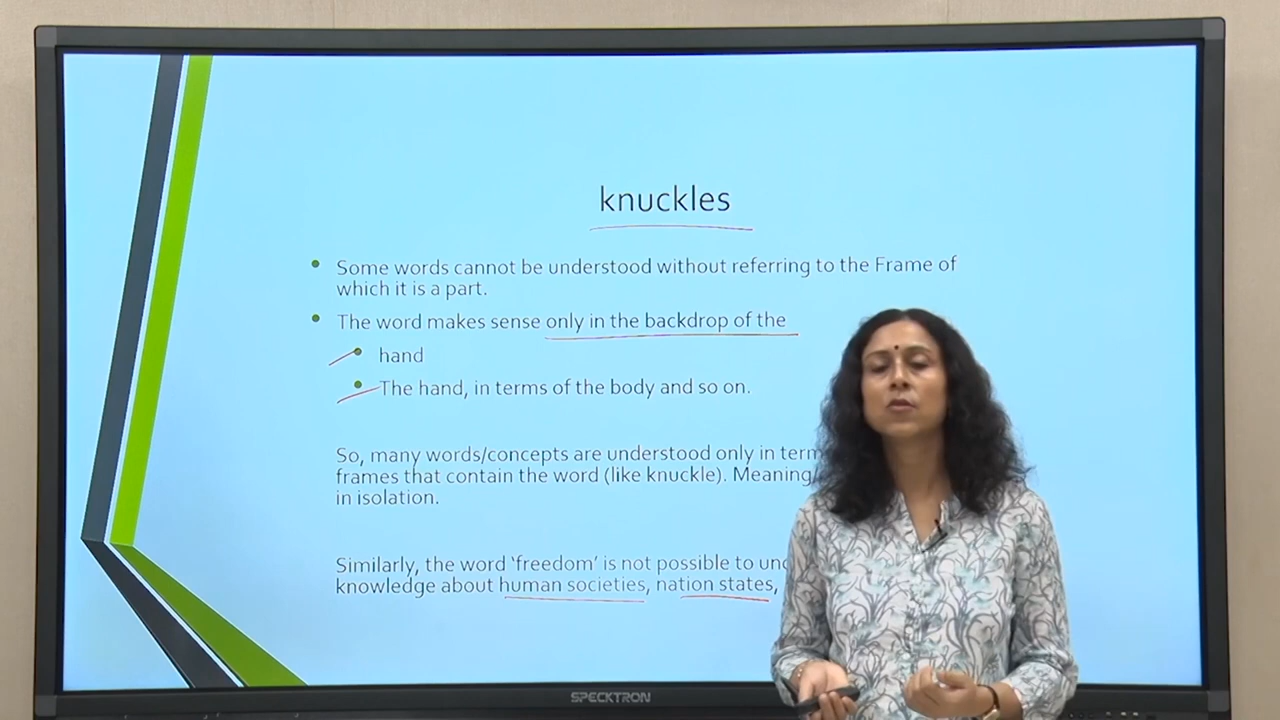 knuckles
Some words cannot be understood without referring to the Frame of
which it is a part.
The word makes sense only in the backdrop of the
hand
The hand, in terms of the body and so on.
So, many words/concepts are understood only in
frames that contain the word (like knuckle). Meaning/
in isolation.
Similarly, the word ‘freedom’ is not possible to
knowledge about human societies, nation states,
SPECKTRON